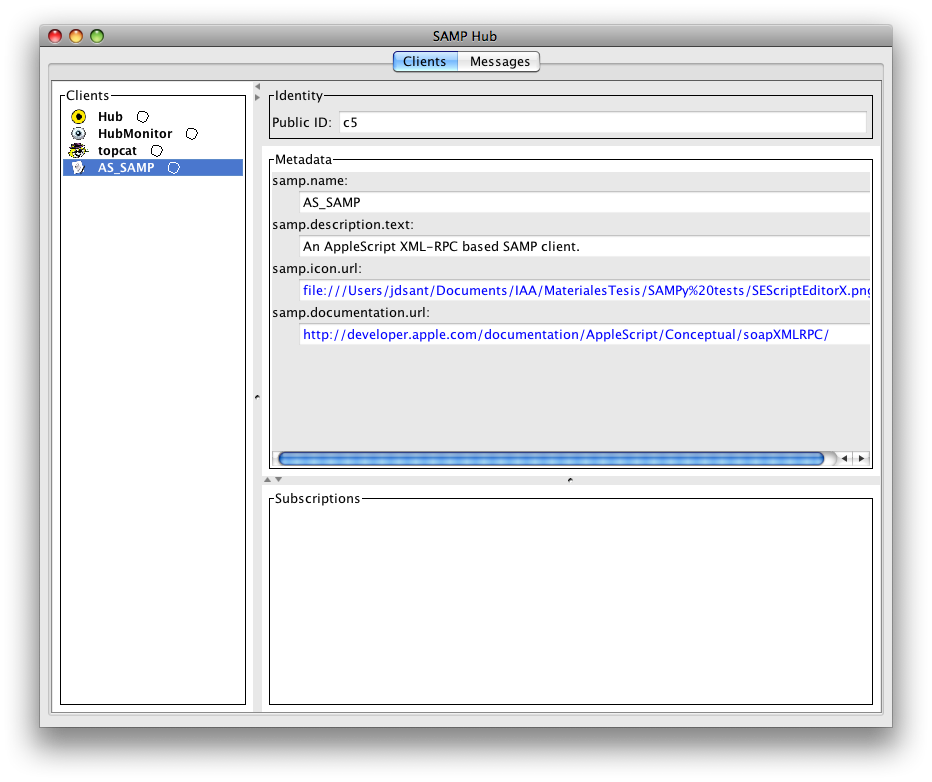 SAMP Hub
Clients Messages
Clients
Hub
HubMonitor
topcat
AS_SAMP
Identity
Public ID: c5
Metadata
samp.name:
AS_SAMP
samp.description.text:
An AppleScript XML-RPC based SAMP client.
samp.icon.url:
file:///Users/jdsant/Documents/IAA/MaterialesTesis/SAMPy%20tests/SEScriptEditorX.png
samp.documentation.url:
http://developer.apple.com/documentation/AppleScript/Conceptual/soapXMLRPC/
Subscriptions